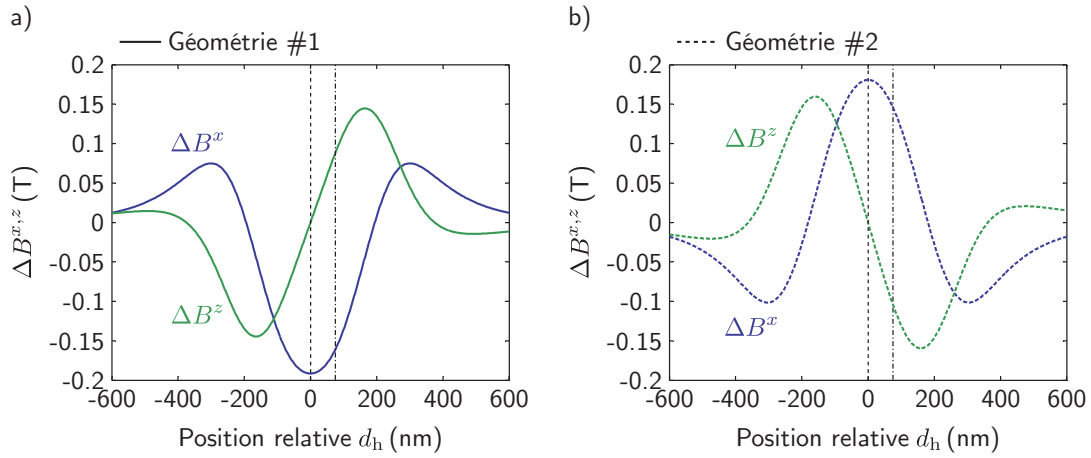 a)
Géométrie #1
0.2
0.15
0.1
0.05
0
-0.05
-0.1
-0.15
-0.2
ΔB^{x,z} (T)
ΔB^x
ΔB^z
-600 -400 -200 0 200 400 600
Position relative d_h (nm)
b)
Géométrie #2
0.2
0.15
0.1
0.05
0
-0.05
-0.1
-0.15
-0.2
ΔB^{x,z} (T)
ΔB^z
ΔB^x
-600 -400 -200 0 200 400 600
Position relative d_h (nm)